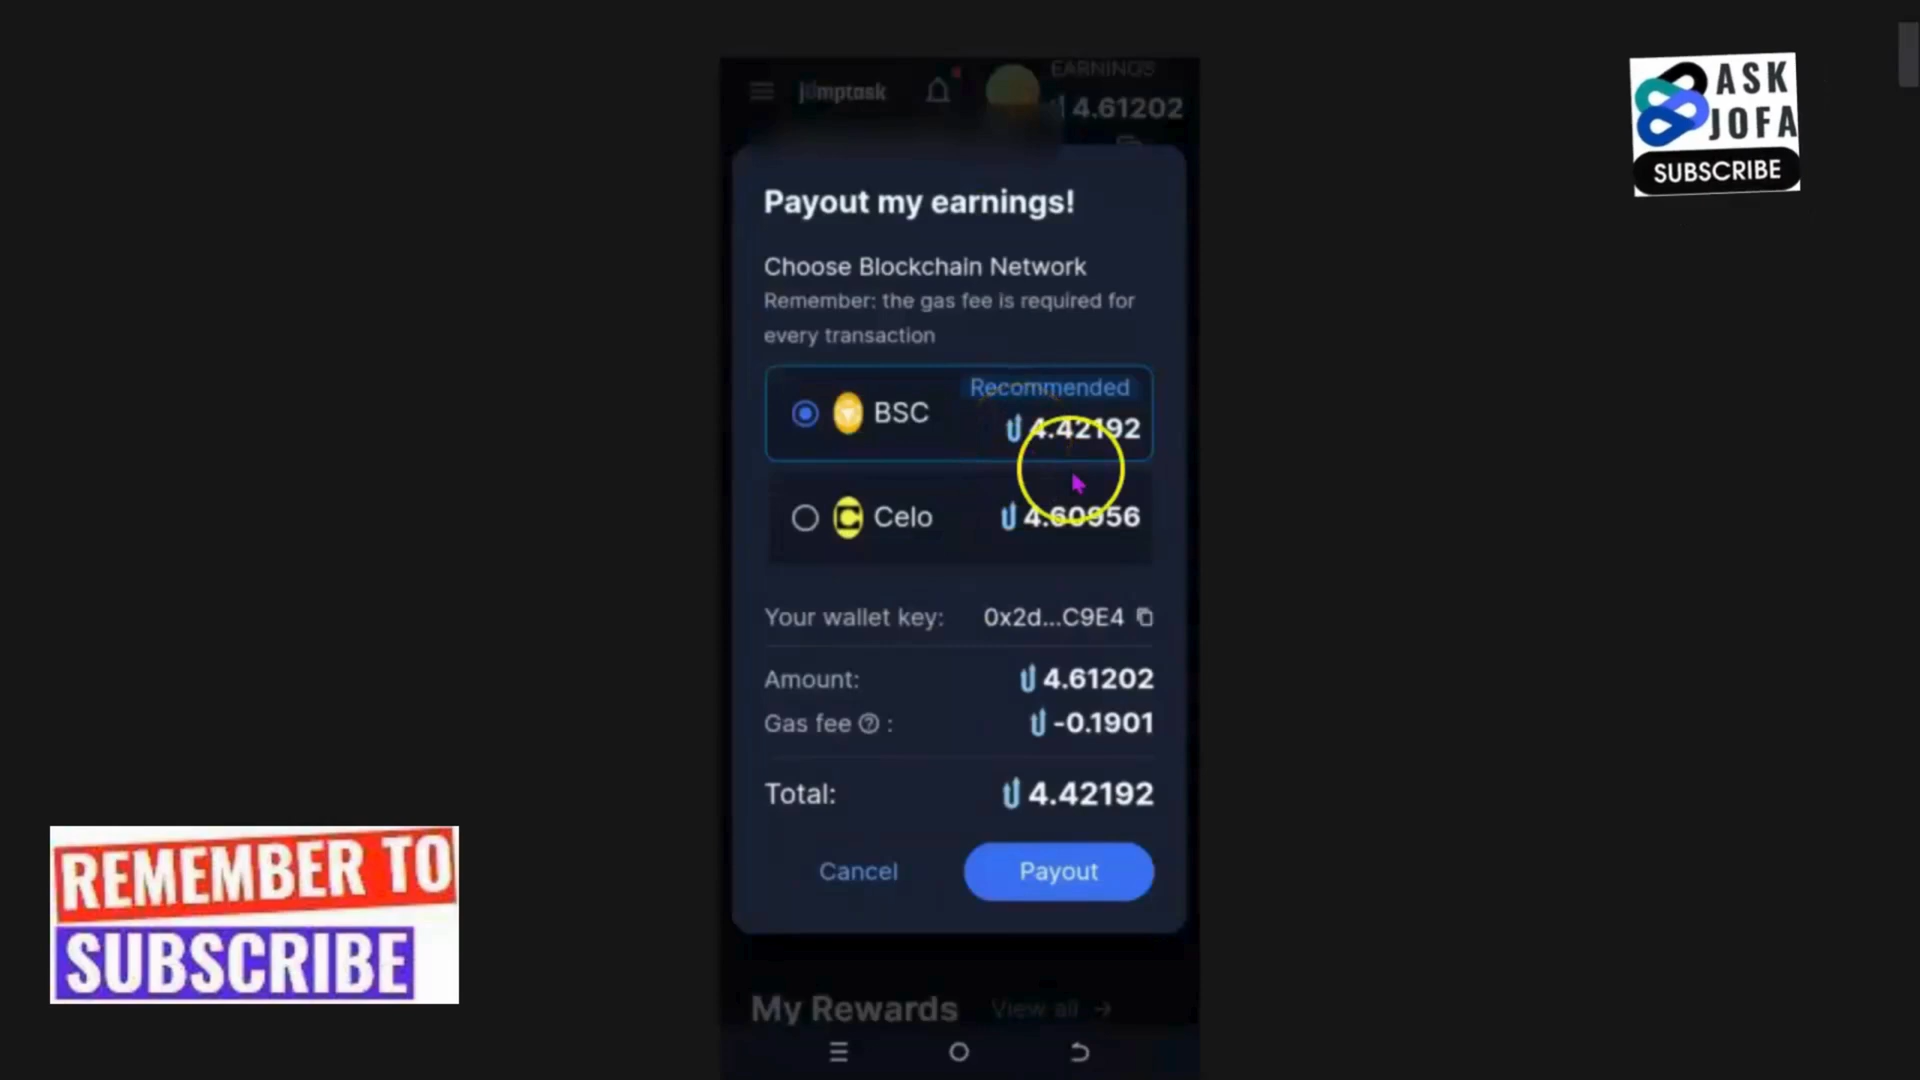 EARNINGS
jumptask
4.61202
ASK
JOFA
SUBSCRIBE
Payout my earnings!
Choose Blockchain Network
Remember: the gas fee is required for
every transaction
Recommended
BSC
4.42192
Celo
4.60956
Your wallet key: 0x2d...C9E4
Amount: 4.61202
Gas fee ? : -0.1901
Total: 4.42192
Cancel Payout
REMEMBER TO
SUBSCRIBE
My Rewards View all →